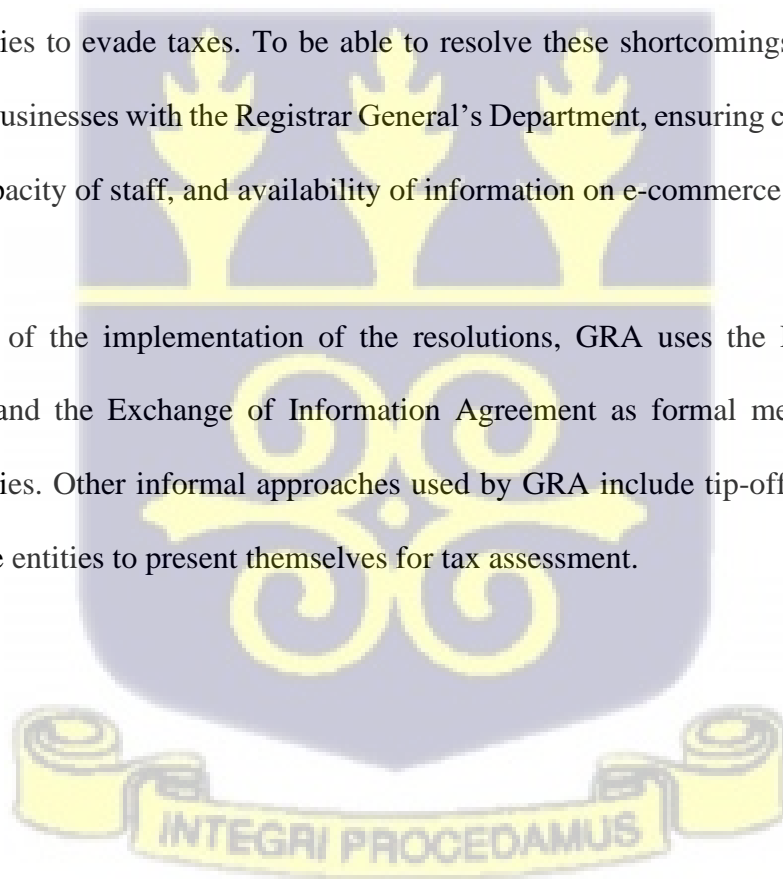 ies to evade taxes. To be able to resolve these shortcomings
usinesses with the Registrar General’s Department, ensuring c
pacity of staff, and availability of information on e-commerce
of the implementation of the resolutions, GRA uses the
and the Exchange of Information Agreement as formal me
ies. Other informal approaches used by GRA include tip-off
e entities to present themselves for tax assessment.
INTEGRI PROCEDAMUS